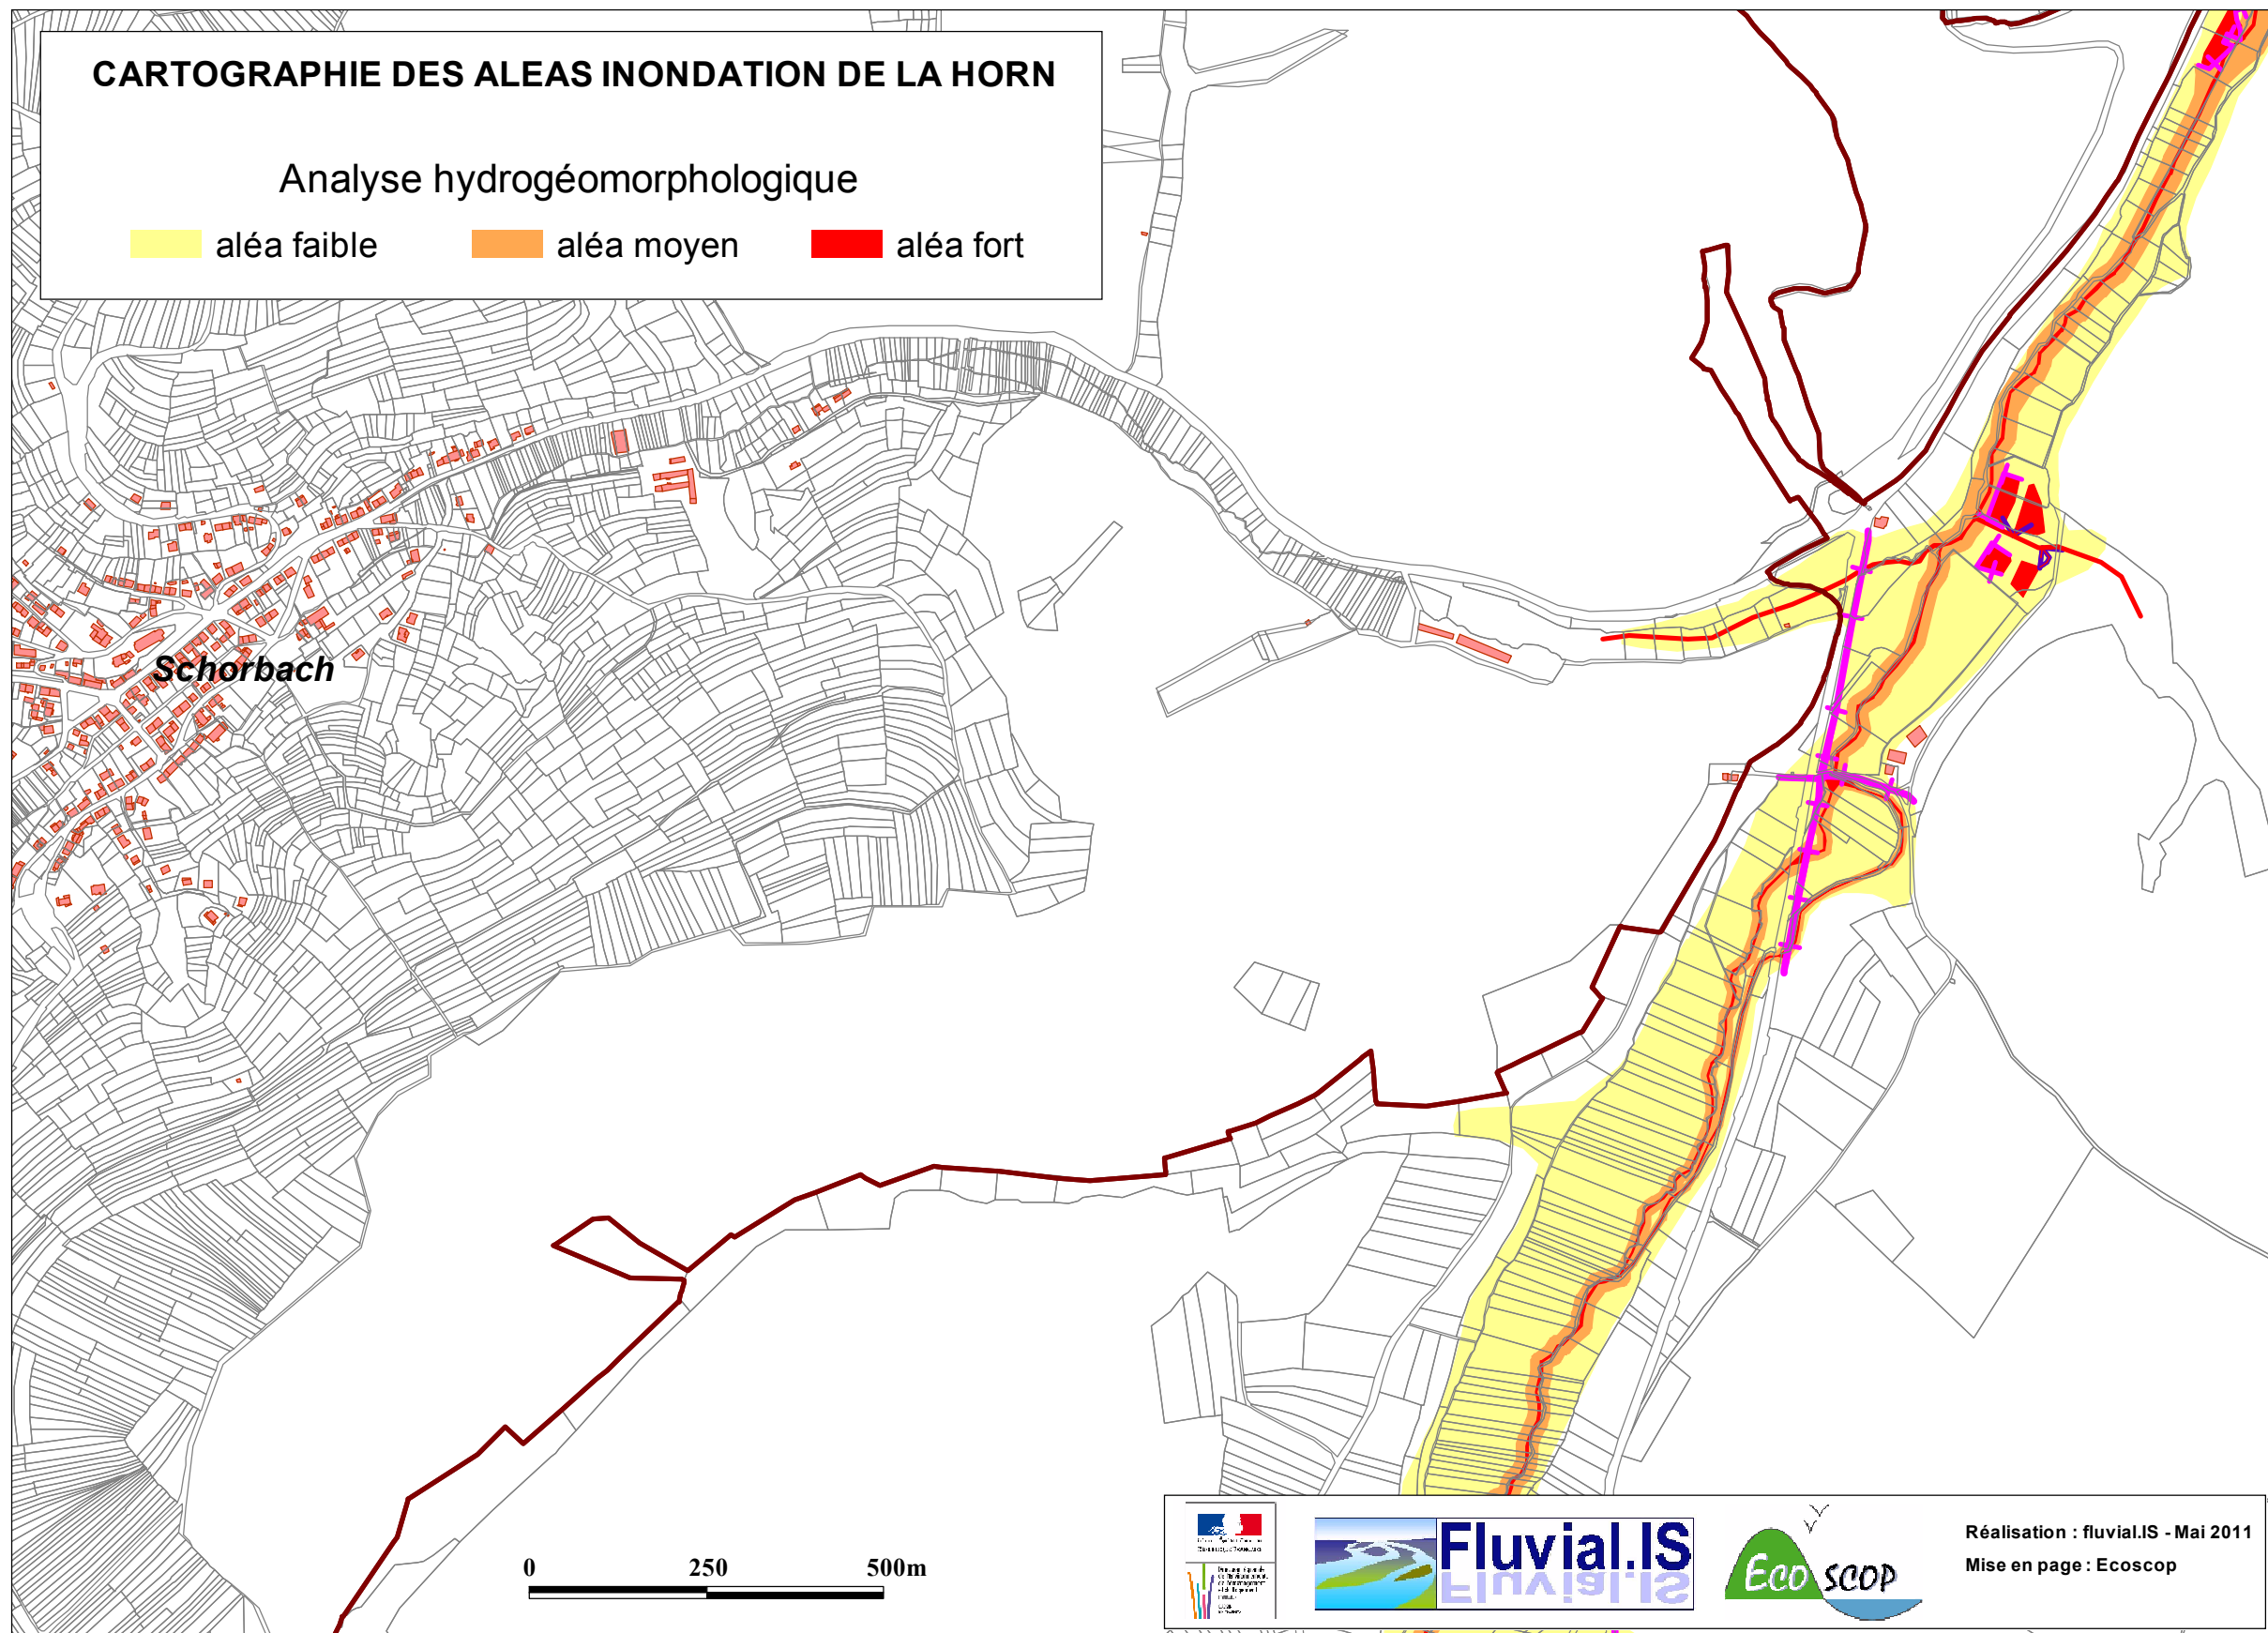 CARTOGRAPHIE DES ALEAS INONDATION DE LA HORN
Analyse hydrogéomorphologique
aléa faible
aléa moyen
aléa fort
Schorbach
0 250 500m
Fluvial.IS
ECO SCOP
Réalisation : fluvial.IS - Mai 2011
Mise en page : Ecoscop